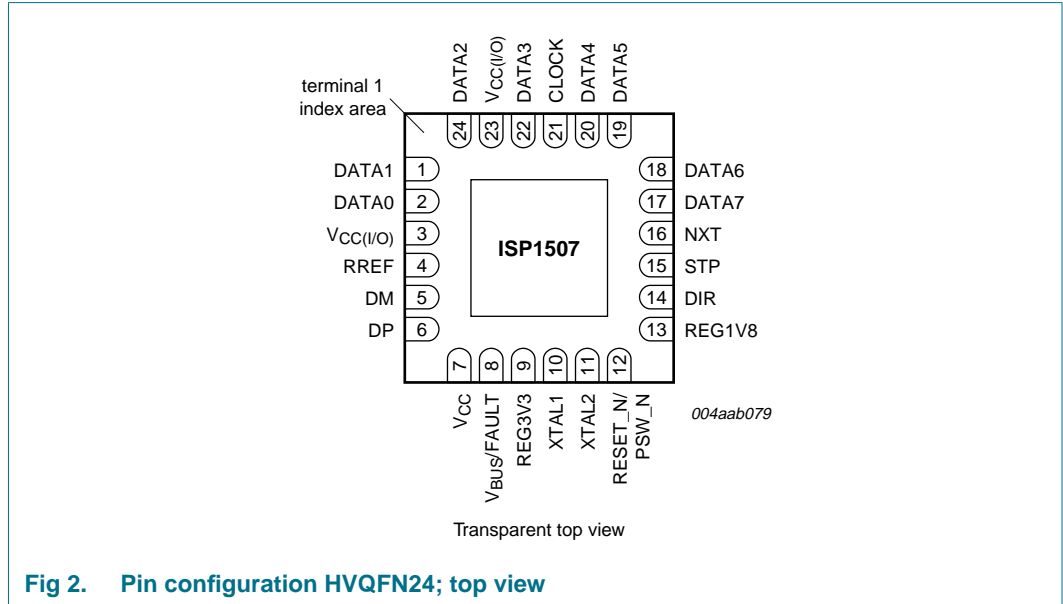 DATA2
VCC(I/O)
DATA3
CLOCK
DATA4
DATA5
terminal 1
index area
24
23
22
21
20
19
DATA1
1
18
DATA6
DATA0
2
17
DATA7
VCC(I/O)
3
16
NXT
ISP1507
RREF
4
15
STP
DM
5
14
DIR
DP
6
13
REG1V8
7
8
9
10
11
12
VCC
VBUS/FAULT
REG3V3
XTAL1
XTAL2
RESET_N/
PSW_N
004aab079
Transparent top view
Fig 2. Pin configuration HVQFN24; top view